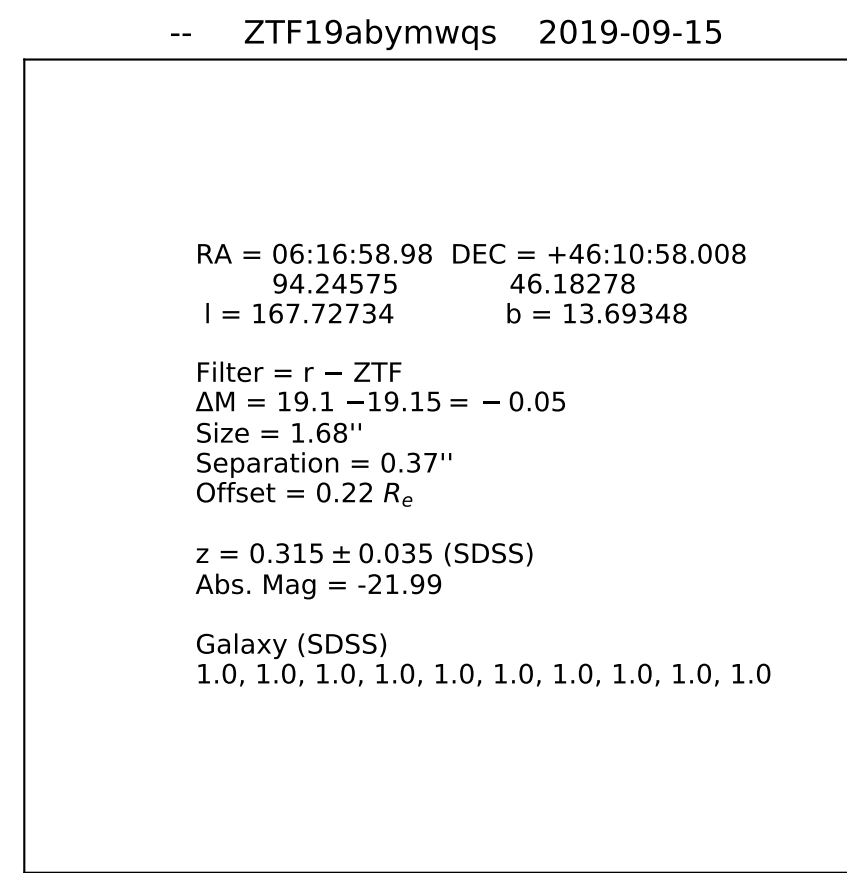 -- ZTF19abymwqs 2019-09-15
RA = 06:16:58.98 DEC = +46:10:58.008
94.24575 46.18278
l = 167.72734 b = 13.69348
Filter = r − ZTF
ΔM = 19.1 −19.15 = − 0.05
Size = 1.68''
Separation = 0.37''
Offset = 0.22 Re
z = 0.315 ± 0.035 (SDSS)
Abs. Mag = -21.99
Galaxy (SDSS)
1.0, 1.0, 1.0, 1.0, 1.0, 1.0, 1.0, 1.0, 1.0, 1.0